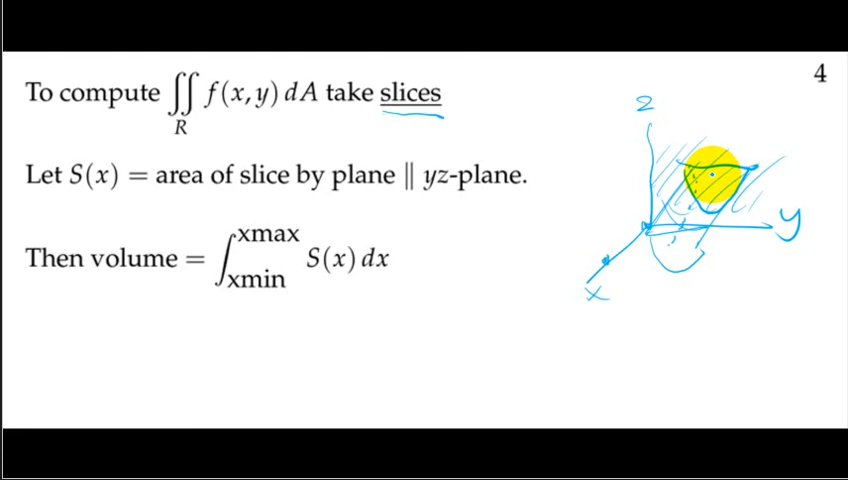 4
To compute ∬_R f(x, y) dA take slices
Let S(x) = area of slice by plane || yz-plane.
Then volume = ∫_xmin^xmax S(x) dx
z
y
x